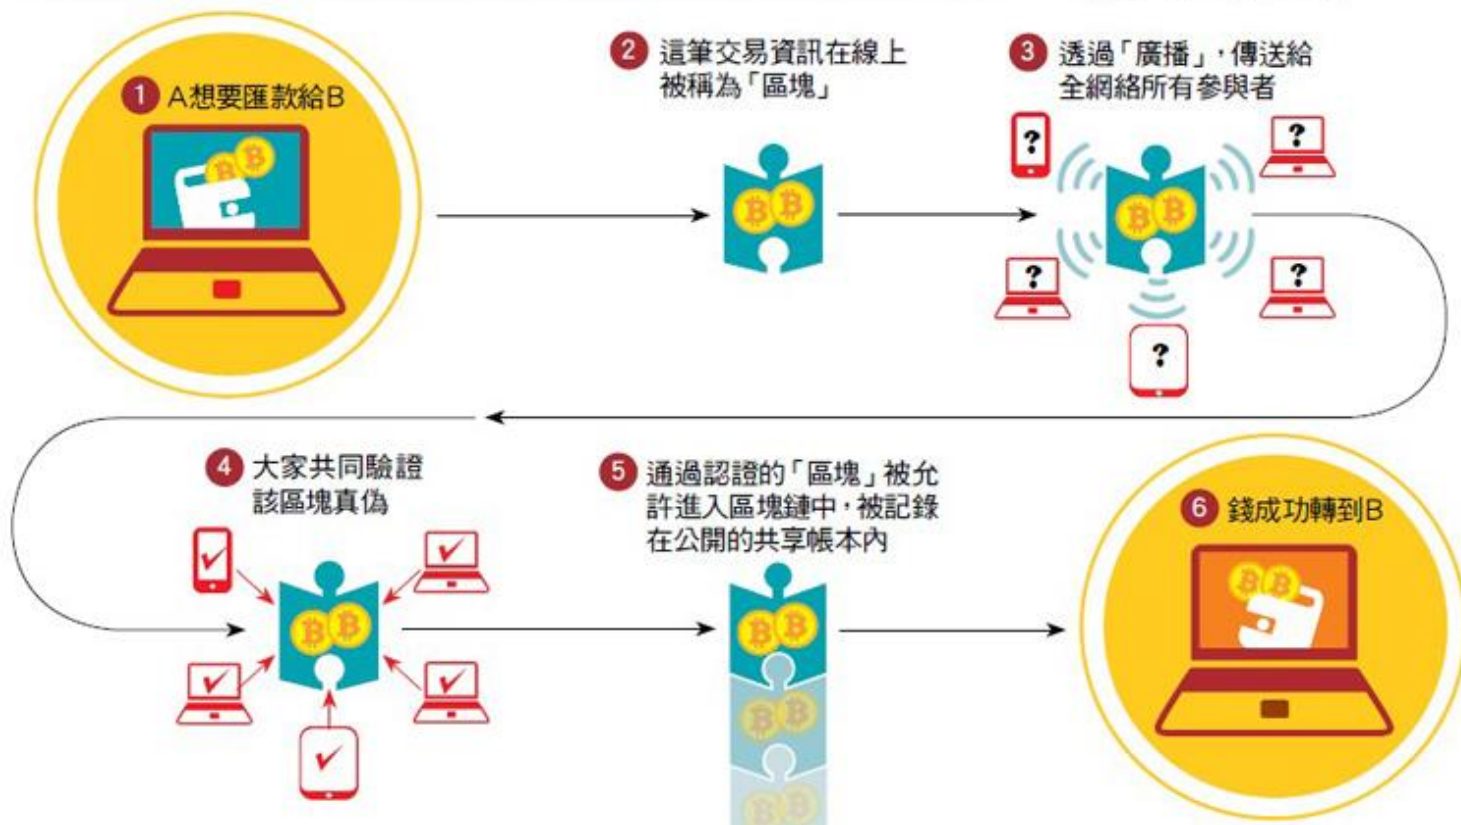 1 A想要匯款給B
2 這筆交易資訊在線上
被稱為「區塊」
3 透過「廣播」,傳送給
全網絡所有參與者
4 大家共同驗證
該區塊真偽
5 通過認證的「區塊」被允
許進入區塊鏈中,被記錄
在公開的共享帳本內
6 錢成功轉到B